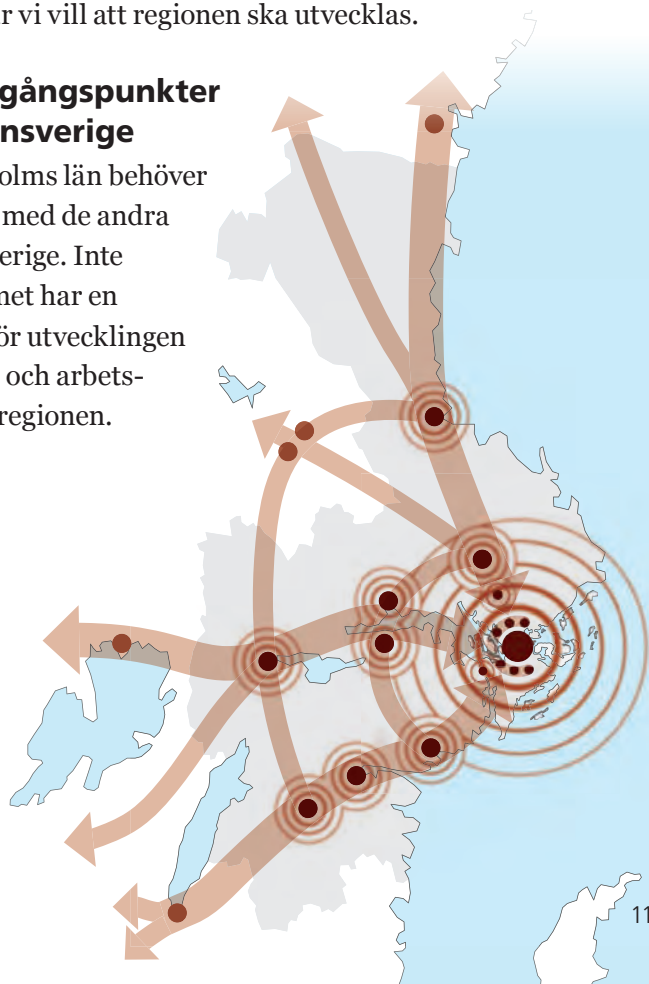 r vi vill att regionen ska utvecklas.
gångspunkter
nsverige
olms län behöver
med de andra
erige. Inte
net har en
ör utvecklingen
och arbets-
regionen.
11